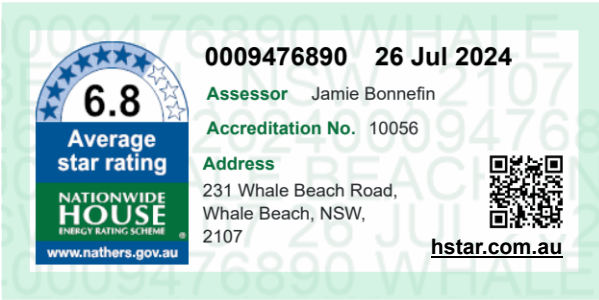 0009476890 26 Jul 2024
6.8
Average
star rating
NATIONWIDE
HOUSE
ENERGY RATING SCHEME
®
www.nathers.gov.au
Assessor Jamie Bonnefin
Accreditation No. 10056
Address
231 Whale Beach Road,
Whale Beach, NSW,
2107
hstar.com.au